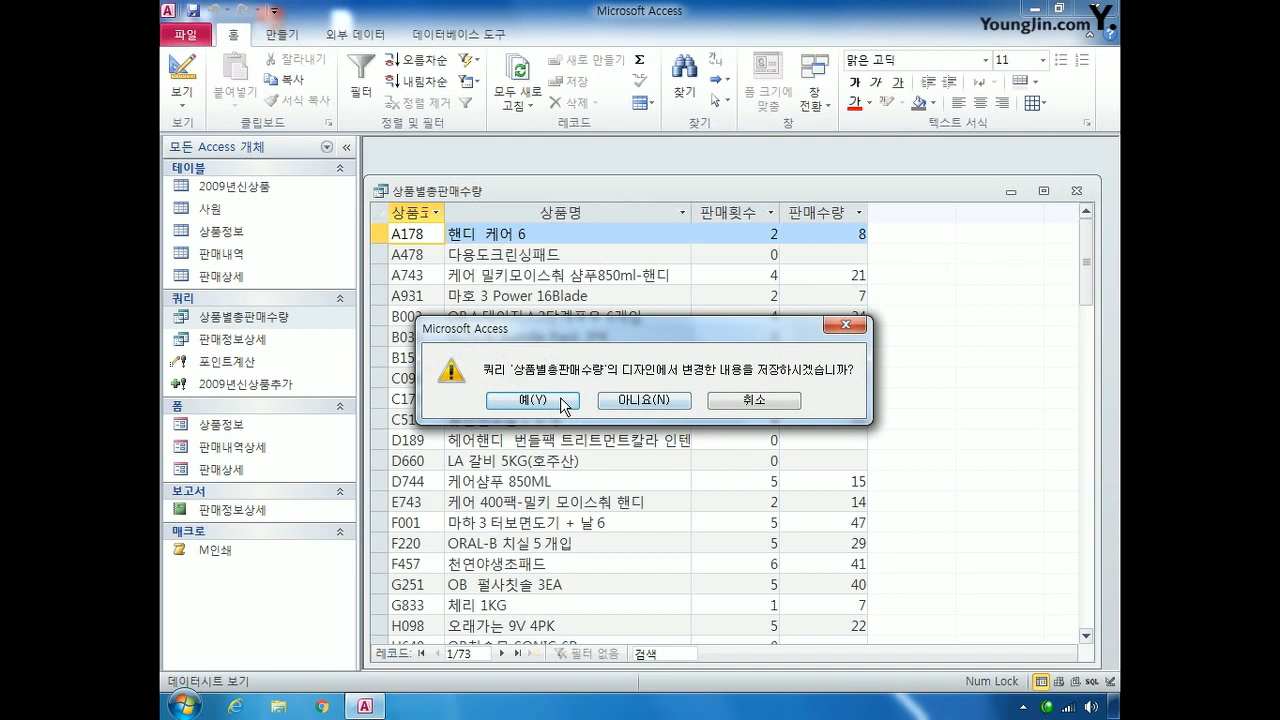 Microsoft Access
Younglin.com Y.
파일 홈 만들기 외부 데이터 데이터베이스 도구
잘라내기
복사
서식 복사
보기 붙여넣기
보기 클립보드
필터
오름차순
내림차순
정렬 제거
정렬 및 필터
모두 새로 고침
새로 만들기
저장
삭제
레코드
찾기
찾기
폼 크기에 맞춤
창 전환
창
맑은 고딕 11
가 가 가
가
텍스트 서식
모든 Access 개체
테이블
2009년신상품
사원
상품정보
판매내역
판매상세
쿼리
상품별총판매수량
판매정보상세
포인트계산
2009년신상품추가
폼
상품정보
판매내역상세
판매상세
보고서
판매정보상세
매크로
M인쇄
상품별총판매수량
상품명 판매횟수 판매수량
A178 핸디 케어 6 2 8
A478 다용도크린싱패드 0
A743 케어 밀키모이스춰 샴푸850ml-핸디 4 21
A931 마호 3 Power 16Blade 2 7
Microsoft Access
쿼리 '상품별총판매수량'의 디자인에서 변경한 내용을 저장하시겠습니까?
예(Y) 아니요(N) 취소
D189 헤어핸디 번들팩 트리트먼트칼라 인텐 0
D660 LA 갈비 5KG(호주산) 0
D744 케어샴푸 850ML 5 15
E743 케어 400팩-밀키 모이스춰 핸디 2 14
F001 마하 3 터보면도기 + 날 6 5 47
F220 ORAL-B 치실 5 개입 5 29
F457 천연야생초패드 6 41
G251 OB 펄사칫솔 3EA 5 40
G833 체리 1KG 1 7
H098 오래가는 9V 4PK 5 22
레코드: 1/73 필터 없음 검색
데이터시트 보기 Num Lock SQL